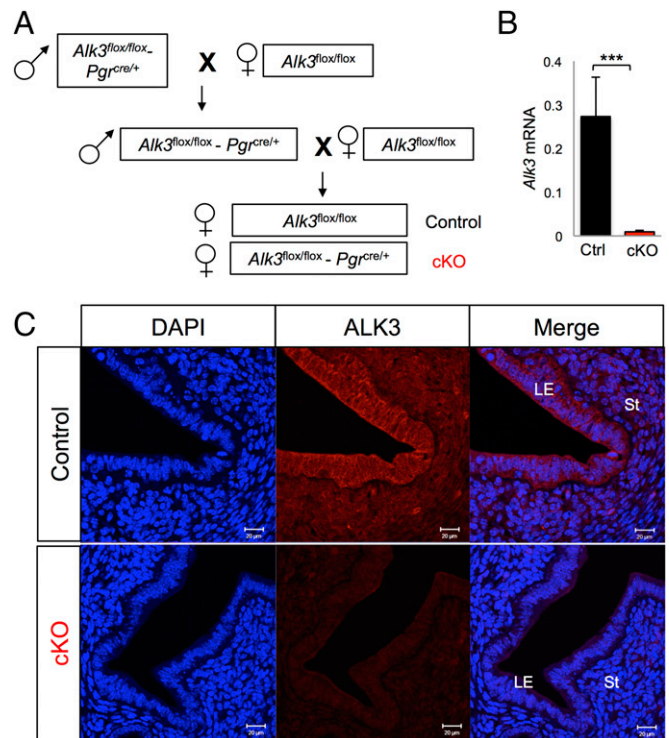 A
♂ Alk3flox/flox-
Pgrcre/+
X
♀ Alk3flox/flox
♂ Alk3flox/flox - Pgrcre/+
X
♀ Alk3flox/flox
♀ Alk3flox/flox Control
♀ Alk3flox/flox - Pgrcre/+ cKO
B
***
0.4
0.3
0.2
0.1
0
Alk3 mRNA
Ctrl cKO
C
DAPI ALK3 Merge
Control
LE St
20 μm 20 μm 20 μm
cKO
LE St
20 μm 20 μm 20 μm